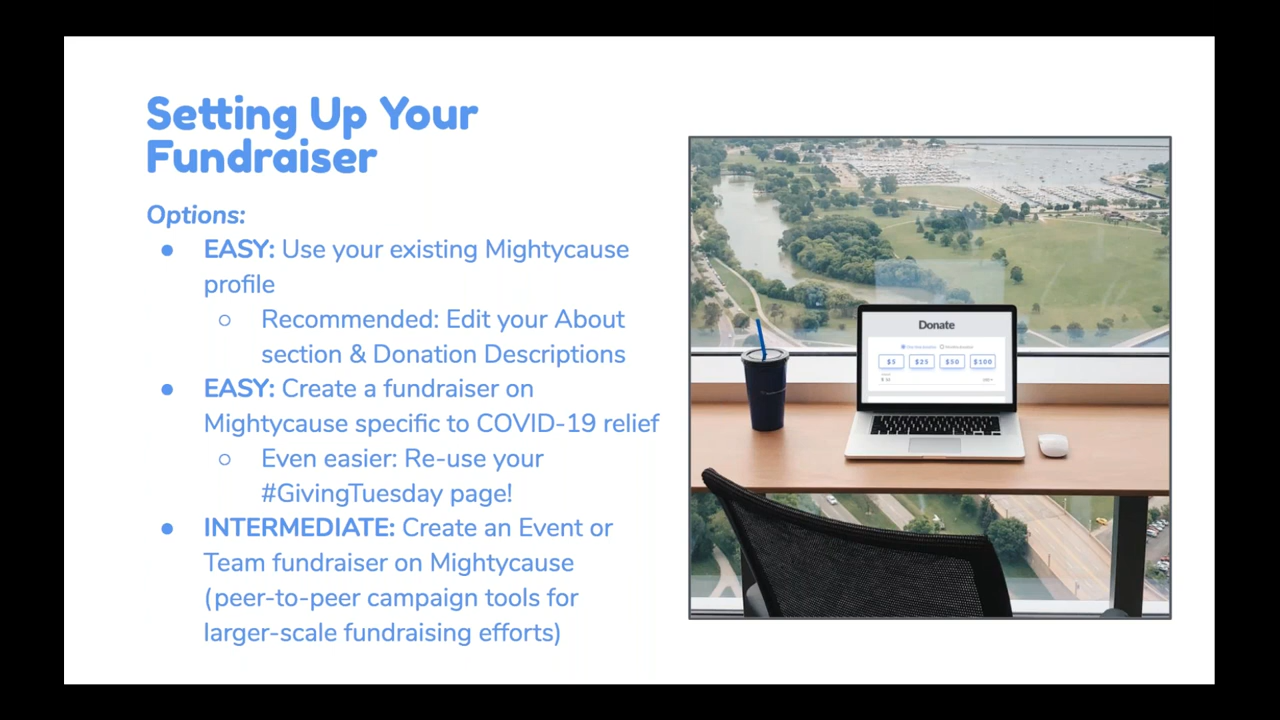 Setting Up Your
Fundraiser
Options:
● EASY: Use your existing Mightycause
profile
○ Recommended: Edit your About
section & Donation Descriptions
● EASY: Create a fundraiser on
Mightycause specific to COVID-19 relief
○ Even easier: Re-use your
#GivingTuesday page!
● INTERMEDIATE: Create an Event or
Team fundraiser on Mightycause
(peer-to-peer campaign tools for
larger-scale fundraising efforts)
Donate
$5 $25 $50 $100